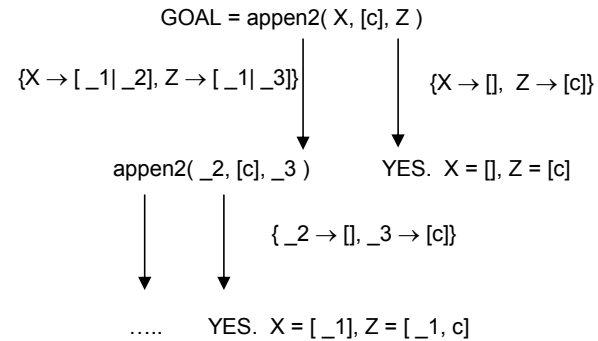 GOAL = appen2( X, [c], Z )
{X → [ _1| _2], Z → [ _1| _3]}
{X → [], Z → [c]}
appen2( _2, [c], _3 )
YES. X = [], Z = [c]
{ _2 → [], _3 → [c]}
…..
YES. X = [ _1], Z = [ _1, c]